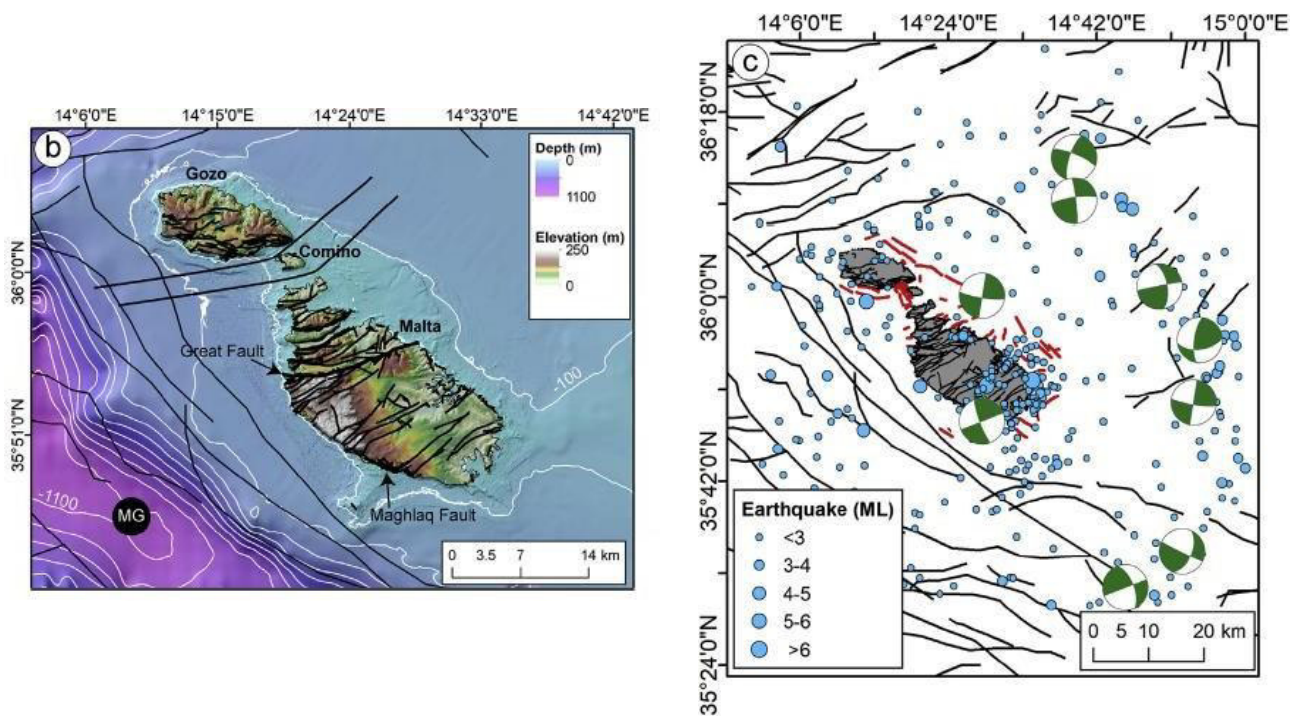 14°6'0"E 14°15'0"E 14°24'0"E 14°33'0"E 14°42'0"E
b
Gozo
Comino
Malta
Great Fault
Maghlaq Fault
-100
-1100
MG
Depth (m)
0
1100
Elevation (m)
250
0
36°0'0"N
35°51'0"N
0 3.5 7 14 km
14°6'0"E 14°24'0"E 14°42'0"E 15°0'0"E
c
36°18'0"N
36°0'0"N
35°42'0"N
35°24'0"N
Earthquake (ML)
<3
3-4
4-5
5-6
>6
0 5 10 20 km